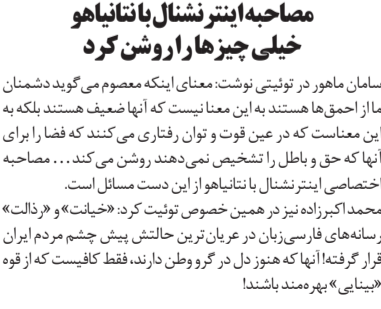 مصاحبه اینترنشنال با نتانیاهو
خیلی چیزها را روشن کرد
سامان ماهور در توئیتی نوشت: معنای اینکه معصوم می‌گوید دشمنان
ما از احمق‌ها هستند به این معنا نیست که آنها ضعیف هستند بلکه به
این معناست که در عین قوت و توان رفتاری می‌کنند که فضا را برای
آنها که حق و باطل را تشخیص نمی‌دهند روشن می‌کند... مصاحبه
اختصاصی اینترنشنال با نتانیاهو از این دست مسائل است.
محمد اکبرزاده نیز در همین خصوص توئیت کرد: «خیانت» و «رذالت»
رسانه‌های فارسی‌زبان در عریان‌ترین حالتش پیش چشم مردم ایران
قرار گرفته! آنها که هنوز دل در گرو وطن دارند، فقط کافیست که از قوه
«بینایی» بهره‌مند باشند!